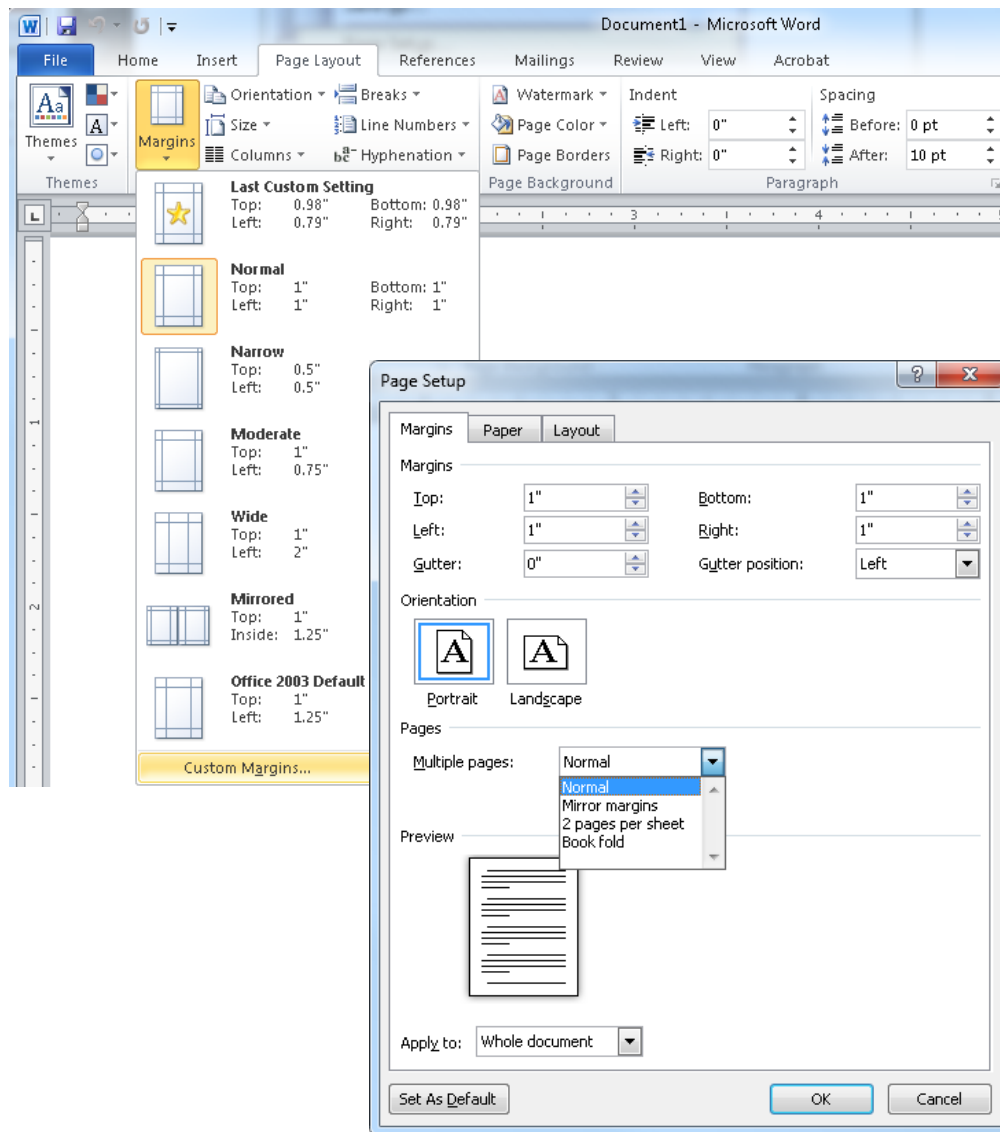 Document1 - Microsoft Word
File Home Insert Page Layout References Mailings Review View Acrobat
Aa Themes A Margins Orientation Breaks A Watermark Indent Spacing
Size Line Numbers Page Color Left: 0" Before: 0 pt
Columns Hyphenation Page Borders Right: 0" After: 10 pt
Themes Page Background Paragraph
L 3 4
Last Custom Setting
Top: 0.98" Bottom: 0.98"
Left: 0.79" Right: 0.79"
Normal
Top: 1" Bottom: 1"
Left: 1" Right: 1"
Narrow
Top: 0.5"
Left: 0.5"
Moderate
Top: 1"
Left: 0.75"
Wide
Top: 1"
Left: 2"
Mirrored
Top: 1"
Inside: 1.25"
Office 2003 Default
Top: 1"
Left: 1.25"
Custom Margins...
1
2
Page Setup
Margins Paper Layout
Margins
Top: 1" Bottom: 1"
Left: 1" Right: 1"
Gutter: 0" Gutter position: Left
Orientation
A A
Portrait Landscape
Pages
Multiple pages: Normal
Normal
Mirror margins
2 pages per sheet
Book fold
Preview
Apply to: Whole document
Set As Default OK Cancel